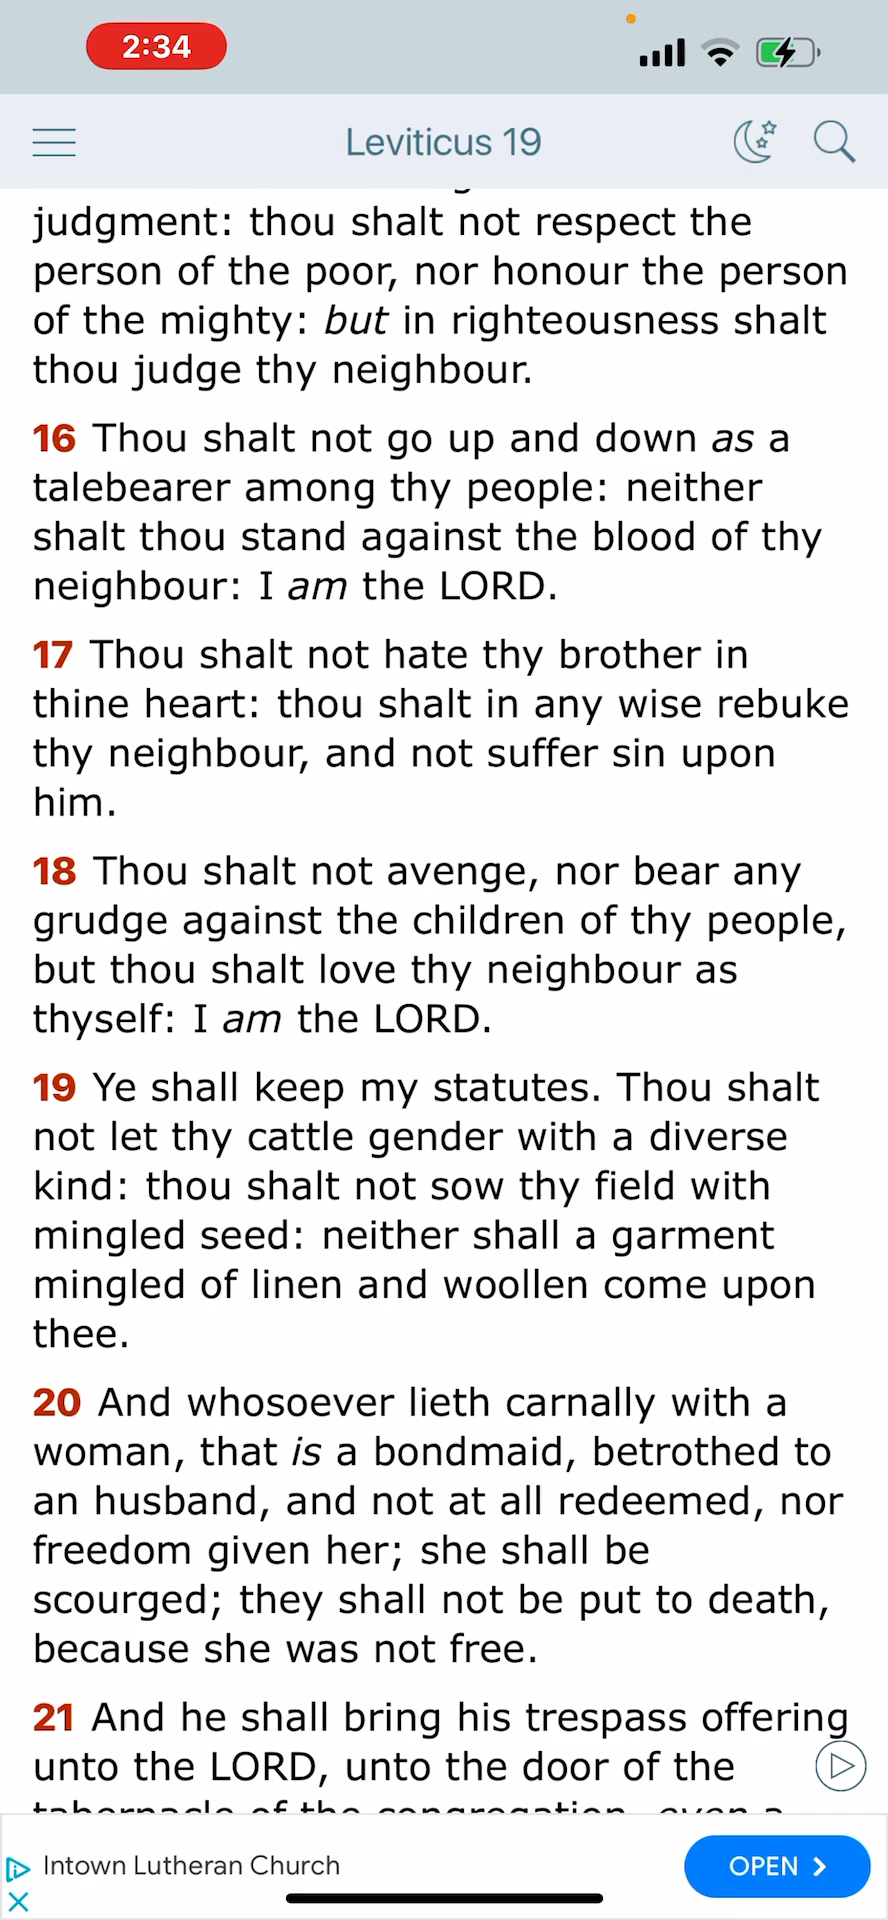 2:34
Leviticus 19
judgment: thou shalt not respect the
person of the poor, nor honour the person
of the mighty: but in righteousness shalt
thou judge thy neighbour.
16 Thou shalt not go up and down as a
talebearer among thy people: neither
shalt thou stand against the blood of thy
neighbour: I am the LORD.
17 Thou shalt not hate thy brother in
thine heart: thou shalt in any wise rebuke
thy neighbour, and not suffer sin upon
him.
18 Thou shalt not avenge, nor bear any
grudge against the children of thy people,
but thou shalt love thy neighbour as
thyself: I am the LORD.
19 Ye shall keep my statutes. Thou shalt
not let thy cattle gender with a diverse
kind: thou shalt not sow thy field with
mingled seed: neither shall a garment
mingled of linen and woollen come upon
thee.
20 And whosoever lieth carnally with a
woman, that is a bondmaid, betrothed to
an husband, and not at all redeemed, nor
freedom given her; she shall be
scourged; they shall not be put to death,
because she was not free.
21 And he shall bring his trespass offering
unto the LORD, unto the door of the
tabernacle of the congregation, even a
Intown Lutheran Church
OPEN